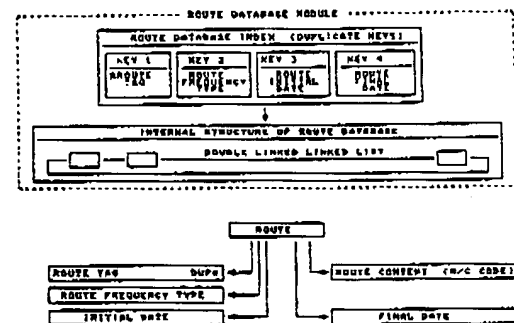 ROUTE DATABASE MODULE
ROUTE DATABASE INDEX (DUPLICATE KEYS)
KEY 1 KEY 2 KEY 3 KEY 4
ROUTE TAG
ROUTE FREQUENCY TYPE
ROUTE INITIAL DATE
ROUTE FINAL DATE
INTERNAL STRUCTURE OF ROUTE DATABASE
DOUBLE LINKED LINKED LIST
ROUTE
ROUTE TAG
ROUTE CONTENT (M/C CODE)
ROUTE FREQUENCY TYPE
INITIAL DATE
FINAL DATE